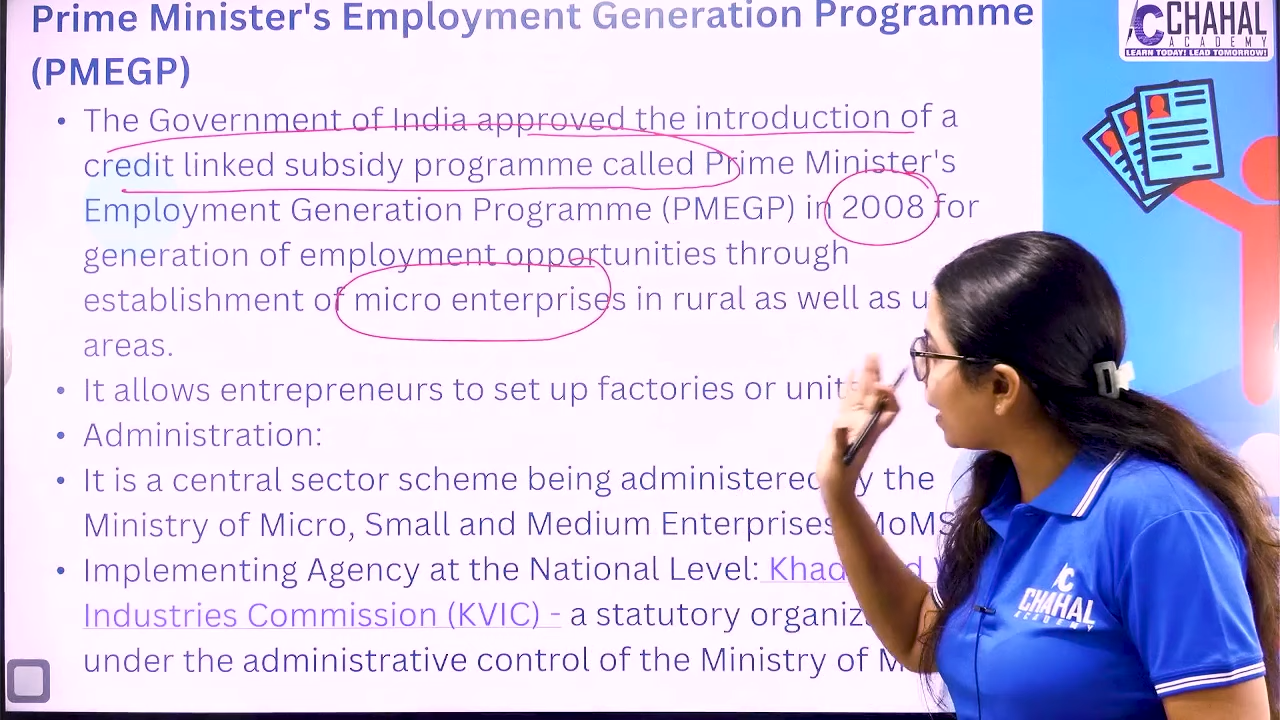 Prime Minister's Employment Generation Programme
(PMEGP)
CHAHAL
ACADEMY
LEARN TODAY! LEAD TOMORROW!
• The Government of India approved the introduction of a
credit linked subsidy programme called Prime Minister's
Employment Generation Programme (PMEGP) in 2008 for
generation of employment opportunities through
establishment of micro enterprises in rural as well as
areas.
• It allows entrepreneurs to set up factories or
• Administration:
• It is a central sector scheme being administered the
Ministry of Micro, Small and Medium Enterprises
• Implementing Agency at the National Level:
Industries Commission (KVIC) - a statutory
under the administrative control of the Ministry of
CHAHAL
ACADEMY